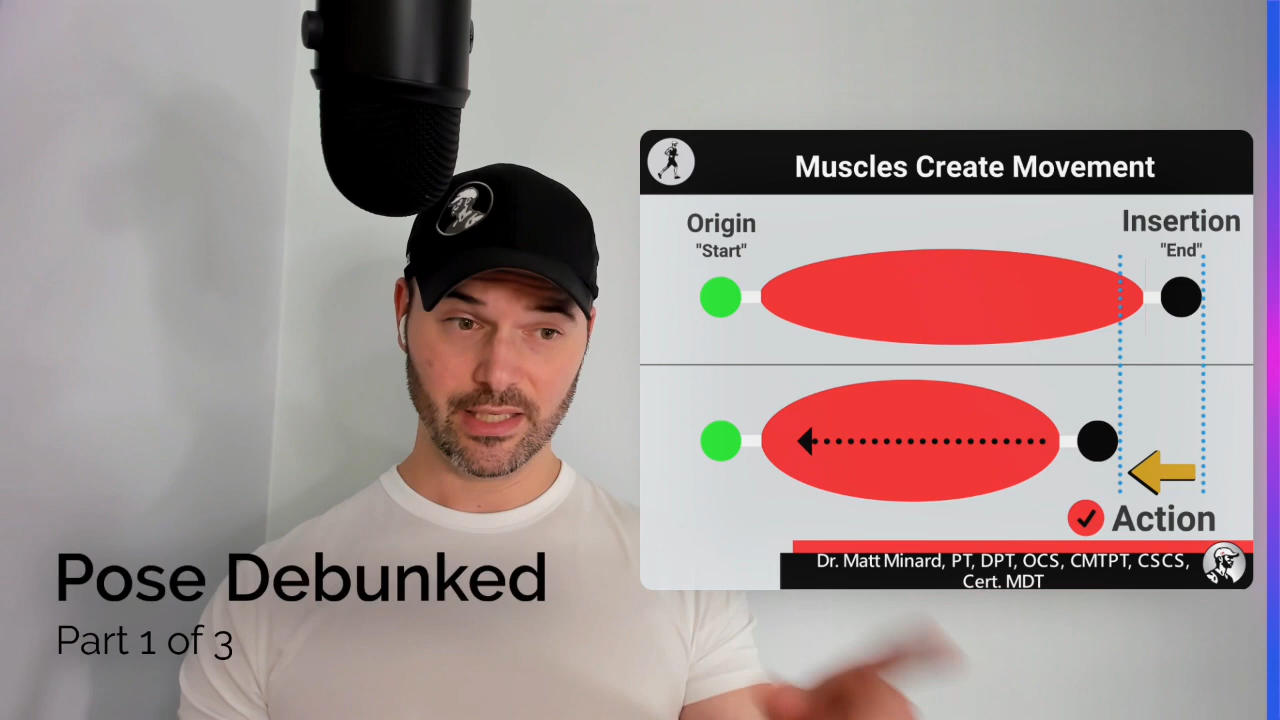 Muscles Create Movement
Origin
"Start"
Insertion
"End"
Action
Dr. Matt Minard, PT, DPT, OCS, CMTPT, CSCS,
Cert. MDT
Pose Debunked
Part 1 of 3